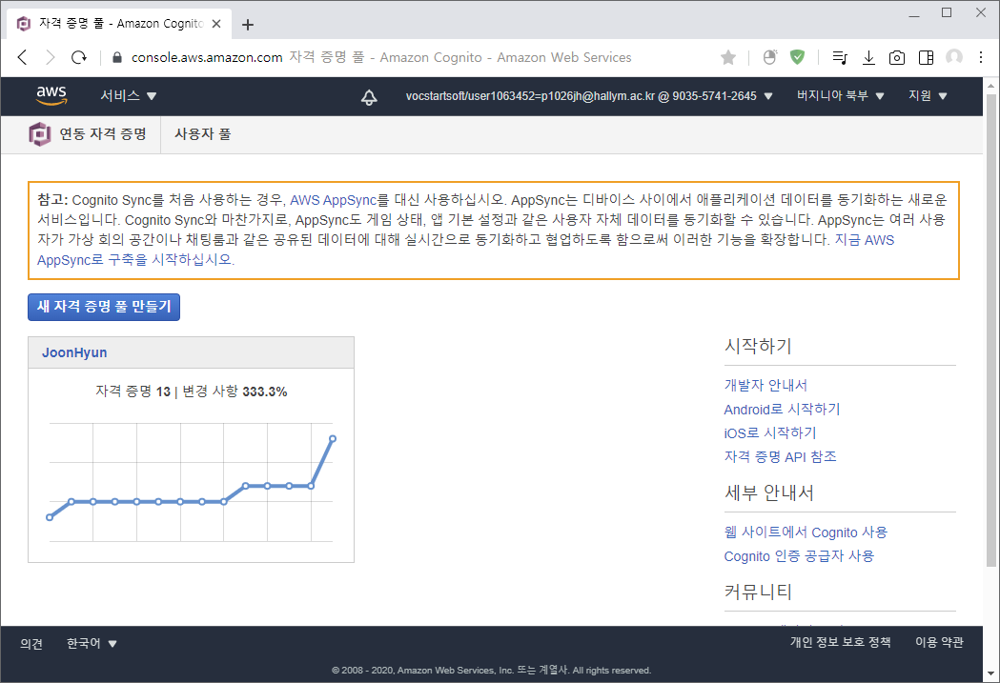 자격 증명 풀 - Amazon Cognito
console.aws.amazon.com 자격 증명 풀 - Amazon Cognito - Amazon Web Services
aws 서비스 vocstartsoft/user1063452=p1026jh@hallym.ac.kr @ 9035-5741-2645 버지니아 북부 지원
연동 자격 증명 사용자 풀
참고: Cognito Sync를 처음 사용하는 경우, AWS AppSync를 대신 사용하십시오. AppSync는 디바이스 사이에서 애플리케이션 데이터를 동기화하는 새로운
서비스입니다. Cognito Sync와 마찬가지로, AppSync도 게임 상태, 앱 기본 설정과 같은 사용자 자체 데이터를 동기화할 수 있습니다. AppSync는 여러 사용
자가 가상 회의 공간이나 채팅룸과 같은 공유된 데이터에 대해 실시간으로 동기화하고 협업하도록 함으로써 이러한 기능을 확장합니다. 지금 AWS
AppSync로 구축을 시작하십시오.
새 자격 증명 풀 만들기
JoonHyun
자격 증명 13 | 변경 사항 333.3%
시작하기
개발자 안내서
Android로 시작하기
iOS로 시작하기
자격 증명 API 참조
세부 안내서
웹 사이트에서 Cognito 사용
Cognito 인증 공급자 사용
커뮤니티
의견 한국어 개인 정보 보호 정책 이용 약관
© 2008 - 2020, Amazon Web Services, Inc. 또는 계열사. All rights reserved.